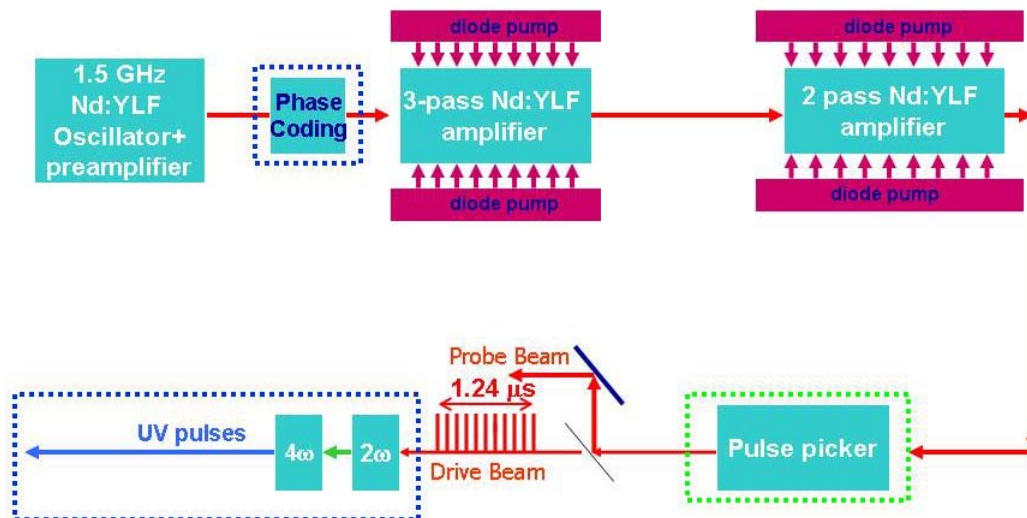 diode pump
diode pump
1.5 GHz
Nd:YLF
Oscillator+
preamplifier
Phase
Coding
3-pass Nd:YLF
amplifier
2 pass Nd:YLF
amplifier
diode pump
diode pump
Probe Beam
1.24 µs
UV pulses
4ω
2ω
Drive Beam
Pulse picker